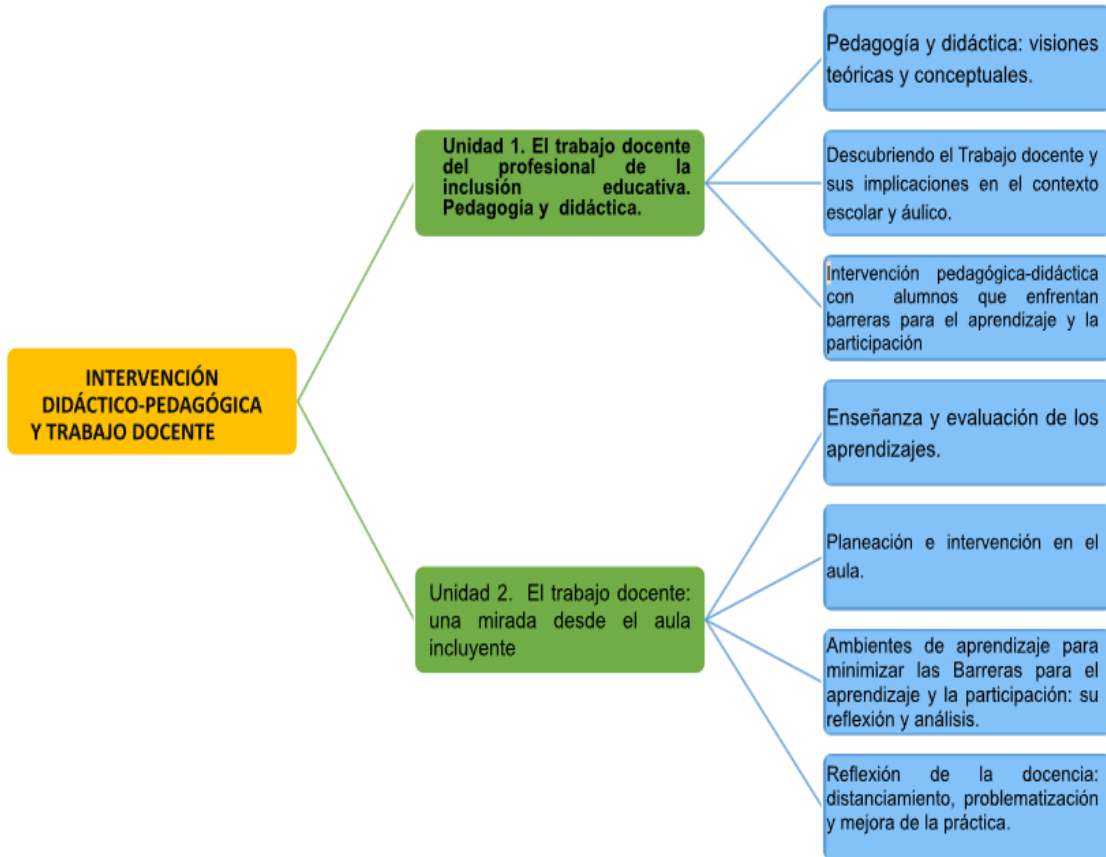 INTERVENCIÓN
DIDÁCTICO-PEDAGÓGICA
Y TRABAJO DOCENTE
Unidad 1. El trabajo docente
del profesional de la
inclusión educativa.
Pedagogía y didáctica.
Pedagogía y didáctica: visiones
teóricas y conceptuales.
Descubriendo el Trabajo docente y
sus implicaciones en el contexto
escolar y áulico.
Intervención pedagógica-didáctica
con alumnos que enfrentan
barreras para el aprendizaje y la
participación
Unidad 2. El trabajo docente:
una mirada desde el aula
incluyente
Enseñanza y evaluación de los
aprendizajes.
Planeación e intervención en el
aula.
Ambientes de aprendizaje para
minimizar las Barreras para el
aprendizaje y la participación: su
reflexión y análisis.
Reflexión de la docencia:
distanciamiento, problematización
y mejora de la práctica.